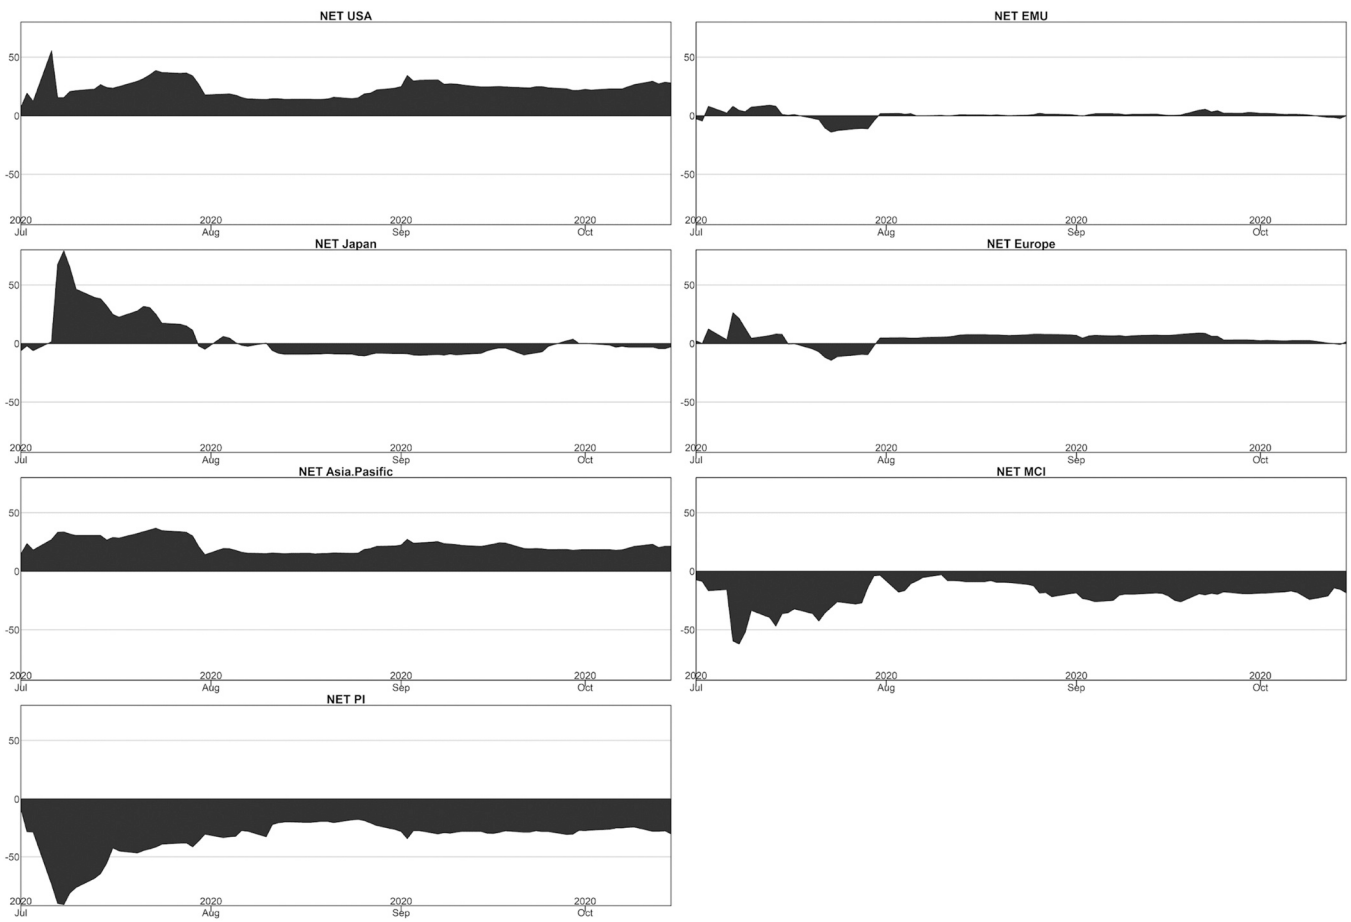 NET USA
50
0
-50
2020 2020 2020 2020
Jul Aug Sep Oct
NET EMU
50
0
-50
2020 2020 2020 2020
Jul Aug Sep Oct
NET Japan
50
0
-50
2020 2020 2020 2020
Jul Aug Sep Oct
NET Europe
50
0
-50
2020 2020 2020 2020
Jul Aug Sep Oct
NET Asia.Pasific
50
0
-50
2020 2020 2020 2020
Jul Aug Sep Oct
NET MCI
50
0
-50
2020 2020 2020 2020
Jul Aug Sep Oct
NET PI
50
0
-50
2020 2020 2020 2020
Jul Aug Sep Oct